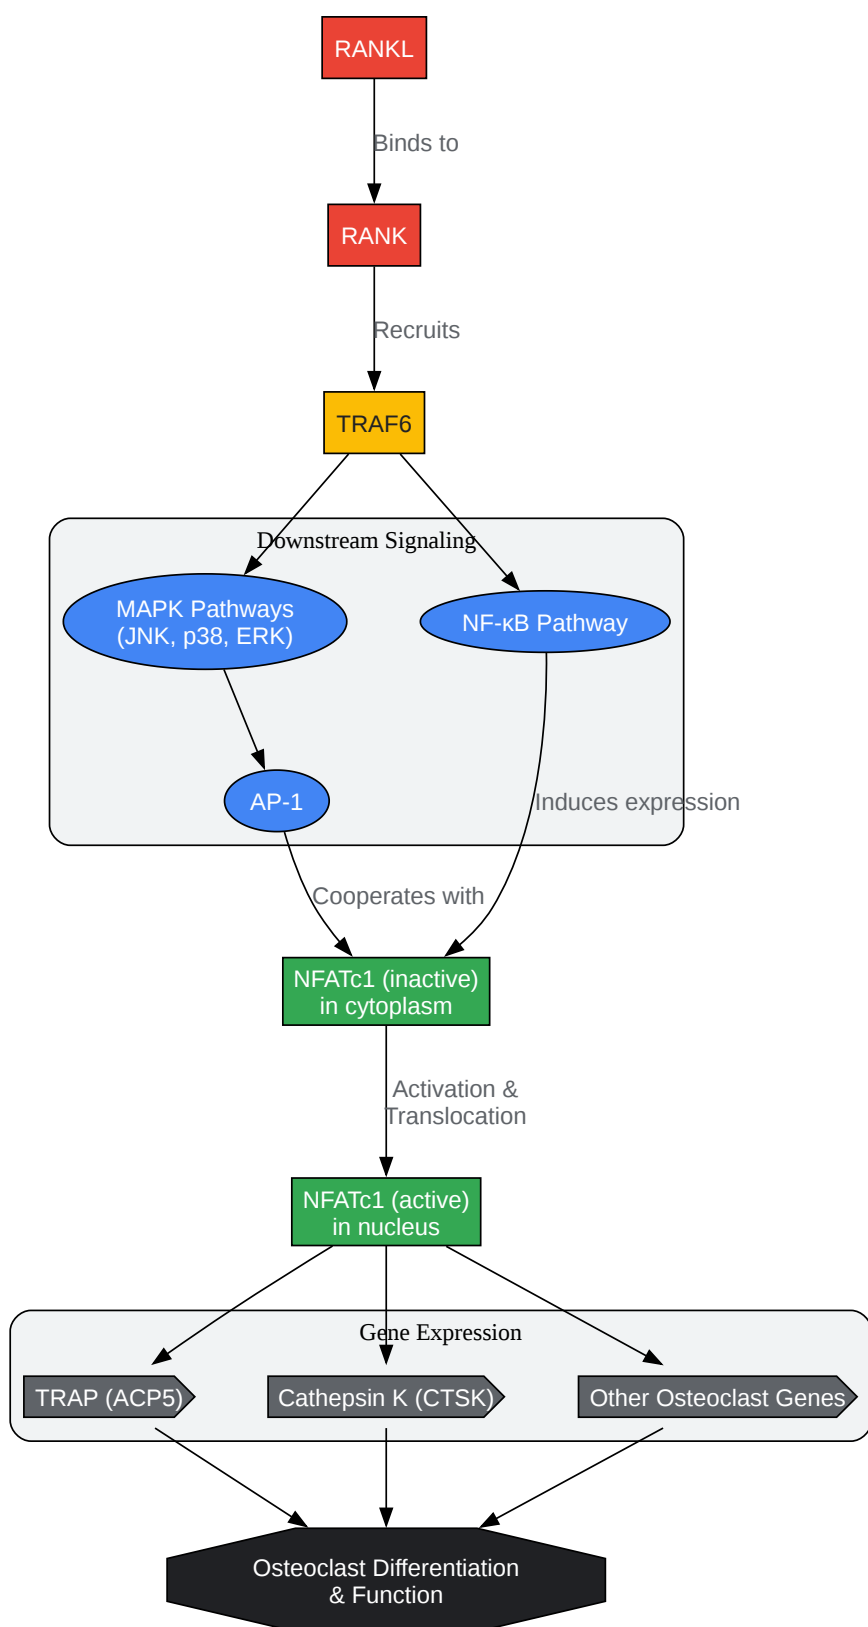 RANKL
Binds to
RANK
Recruits
TRAF6
Downstream Signaling
MAPK Pathways
(JNK, p38, ERK)
NF-κB Pathway
AP-1
Induces expression
Cooperates with
NFATc1 (inactive)
in cytoplasm
Activation &
Translocation
NFATc1 (active)
in nucleus
Gene Expression
TRAP (ACP5)
Cathepsin K (CTSK)
Other Osteoclast Genes
Osteoclast Differentiation
& Function